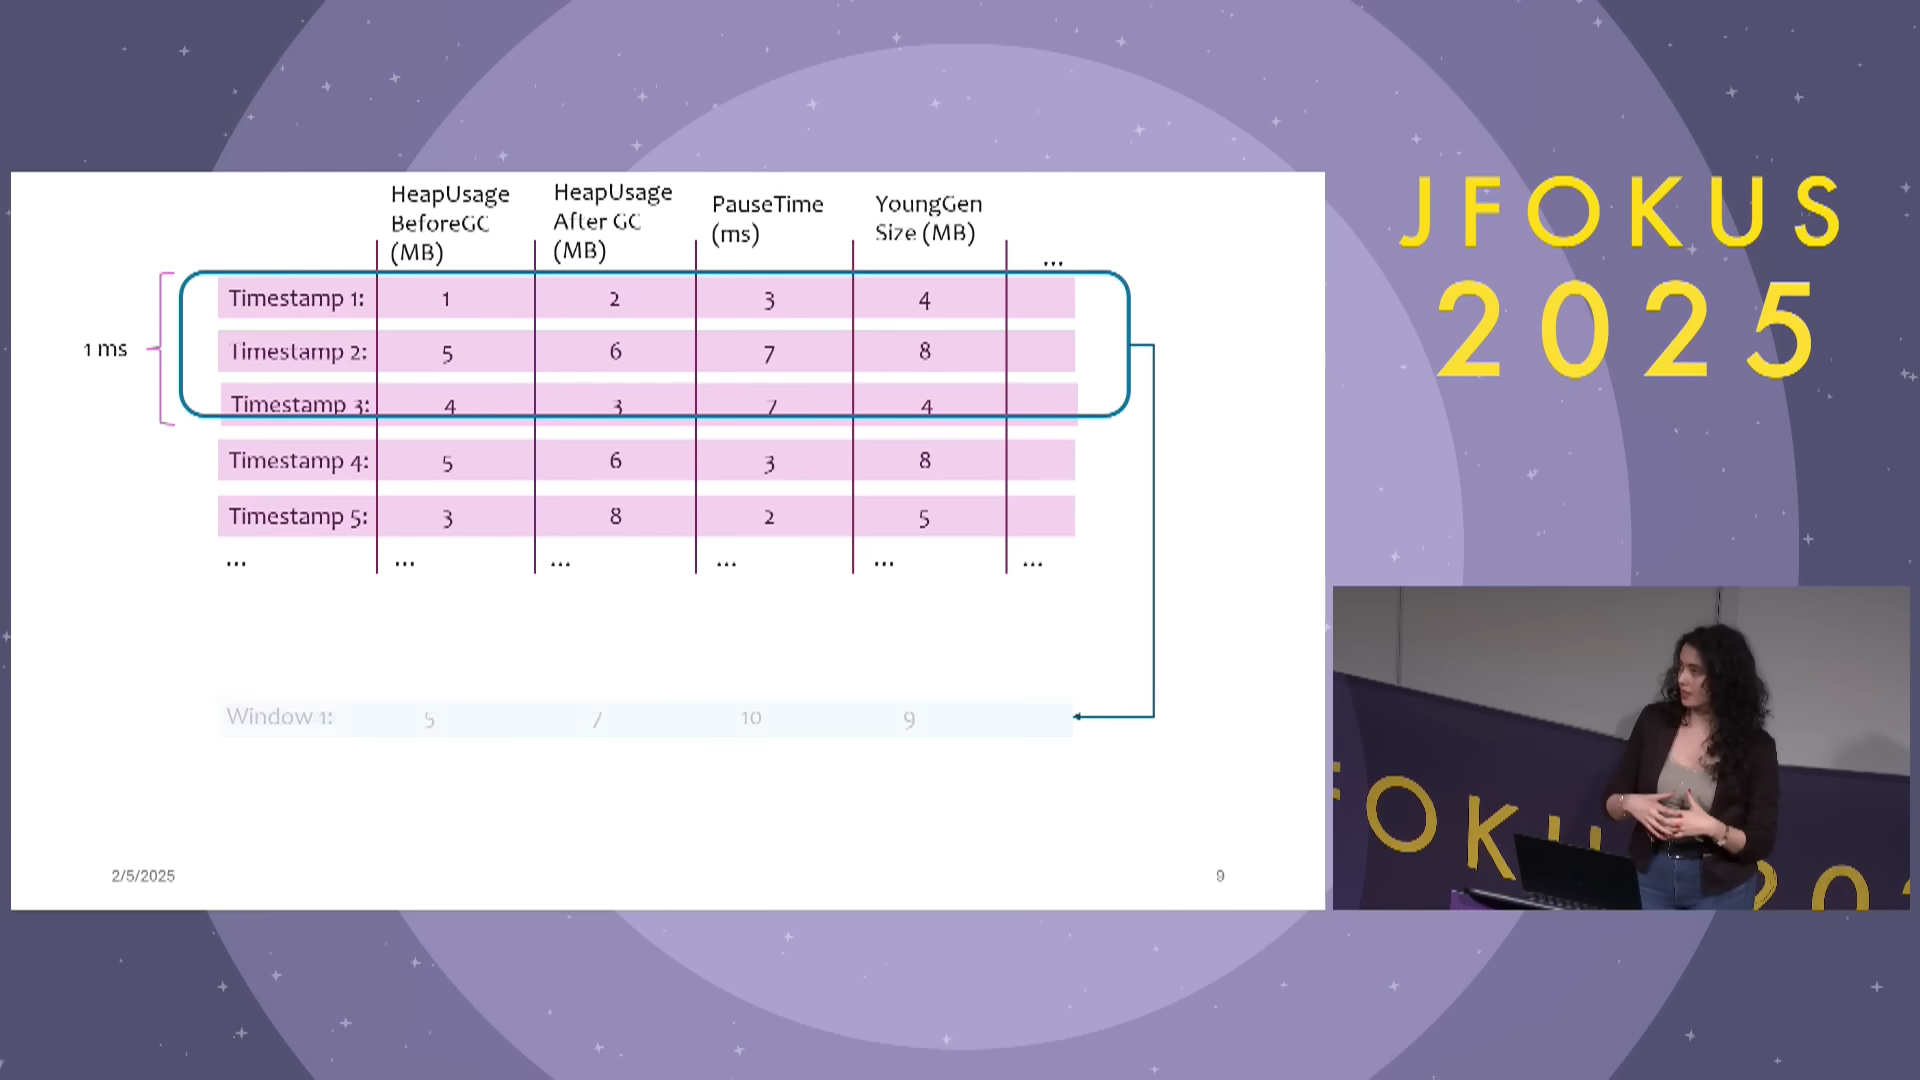 HeapUsage BeforeGC (MB)
HeapUsage After GC (MB)
PauseTime (ms)
YoungGen Size (MB)
...
1 ms
Timestamp 1: 1 2 3 4
Timestamp 2: 5 6 7 8
Timestamp 3: 4 3 7 4
Timestamp 4: 5 6 3 8
Timestamp 5: 3 8 2 5
... ... ... ... ... ...
Window 1: 5 7 10 9
2/5/2025
9
JFOKUS
2025
FOKU
202